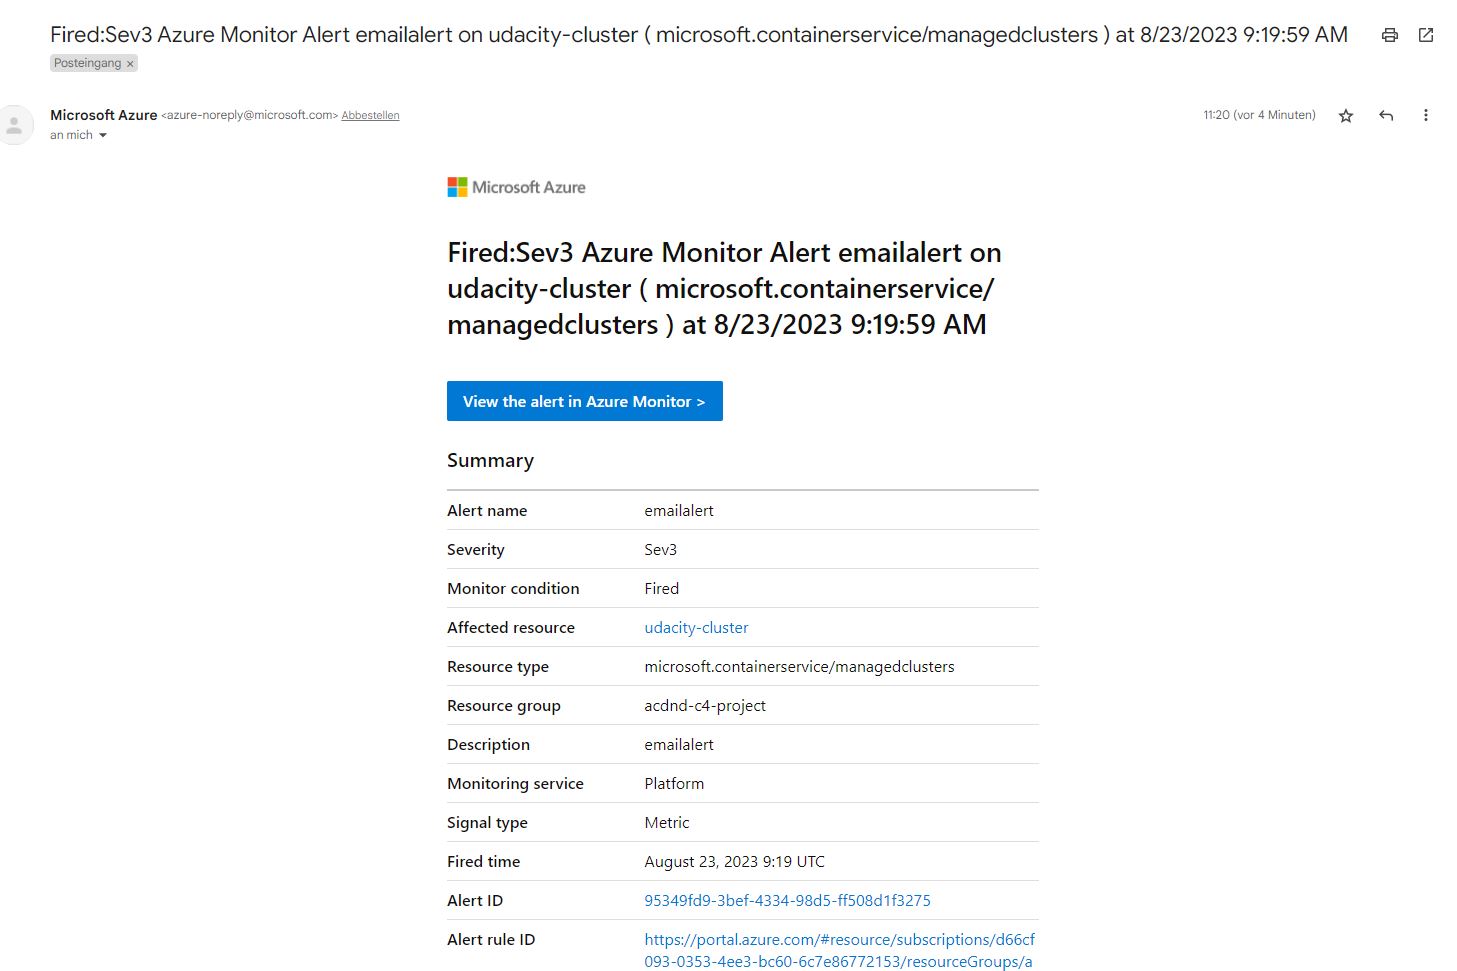 Fired:Sev3 Azure Monitor Alert emailalert on udacity-cluster ( microsoft.containerservice/managedclusters ) at 8/23/2023 9:19:59 AM
Posteingang ×
Microsoft Azure <azure-noreply@microsoft.com> Abbestellen
11:20 (vor 4 Minuten)
an mich
Microsoft Azure
Fired:Sev3 Azure Monitor Alert emailalert on
udacity-cluster ( microsoft.containerservice/
managedclusters ) at 8/23/2023 9:19:59 AM
View the alert in Azure Monitor >
Summary
Alert name emailalert
Severity Sev3
Monitor condition Fired
Affected resource udacity-cluster
Resource type microsoft.containerservice/managedclusters
Resource group acdnd-c4-project
Description emailalert
Monitoring service Platform
Signal type Metric
Fired time August 23, 2023 9:19 UTC
Alert ID 95349fd9-3bef-4334-98d5-ff508d1f3275
Alert rule ID https://portal.azure.com/#resource/subscriptions/d66cf
093-0353-4ee3-bc60-6c7e86772153/resourceGroups/a